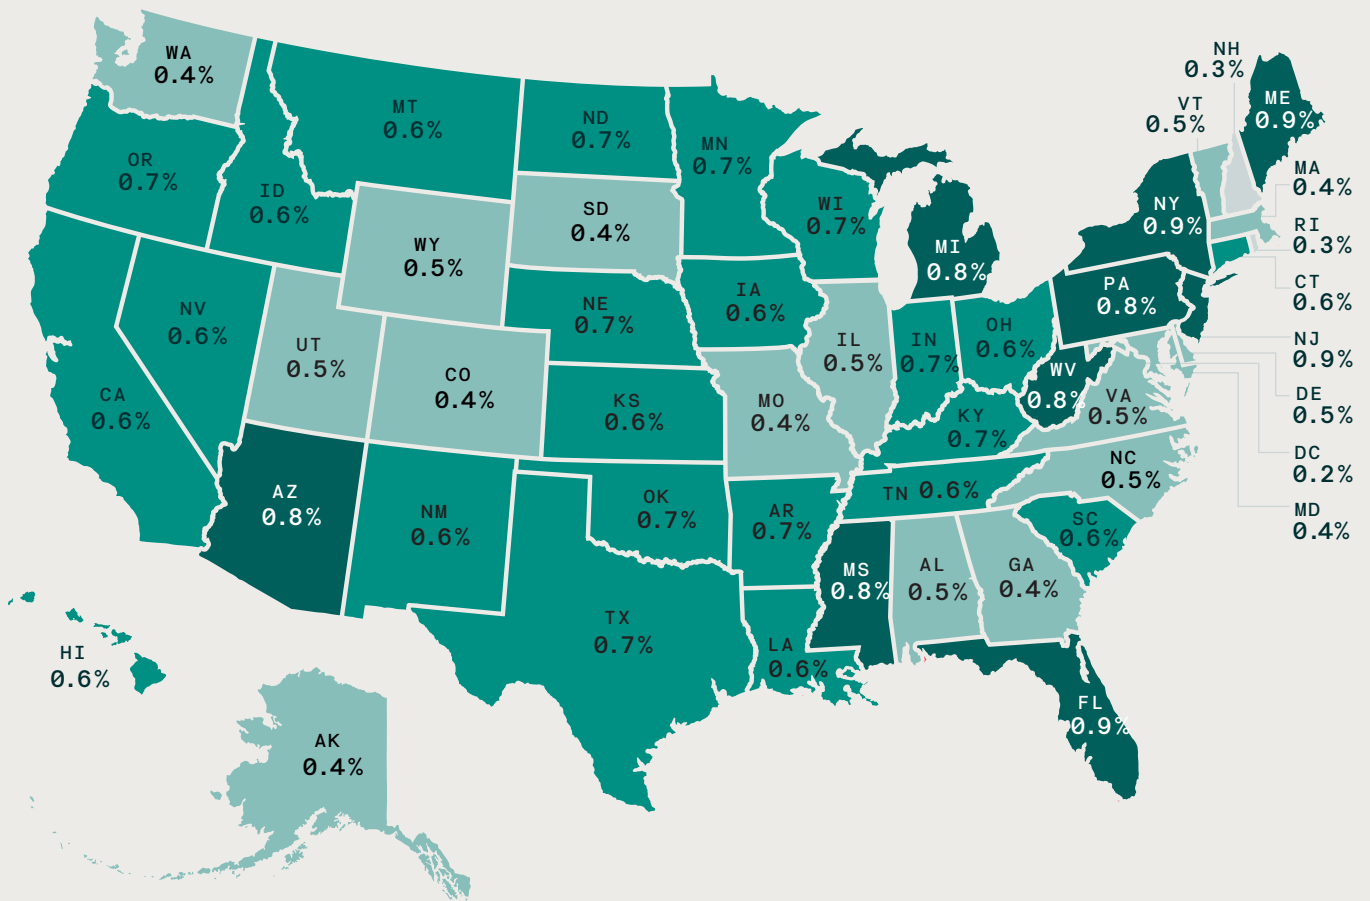 NH
0.3%
WA
0.4%
VT
0.5%
ME
0.9%
MT
0.6%
ND
0.7%
MN
0.7%
OR
0.7%
ID
0.6%
MA
0.4%
SD
0.4%
WI
0.7%
NY
0.9%
RI
0.3%
WY
0.5%
MI
0.8%
CT
0.6%
NV
0.6%
NE
0.7%
IA
0.6%
PA
0.8%
UT
0.5%
IL
0.5%
IN
0.7%
OH
0.6%
NJ
0.9%
CA
0.6%
CO
0.4%
KS
0.6%
MO
0.4%
WV
0.8%
VA
0.5%
DE
0.5%
KY
0.7%
NC
0.5%
DC
0.2%
AZ
0.8%
NM
0.6%
OK
0.7%
AR
0.7%
TN 0.6%
SC
0.6%
MD
0.4%
MS
0.8%
AL
0.5%
GA
0.4%
TX
0.7%
LA
0.6%
HI
0.6%
FL
0.9%
AK
0.4%